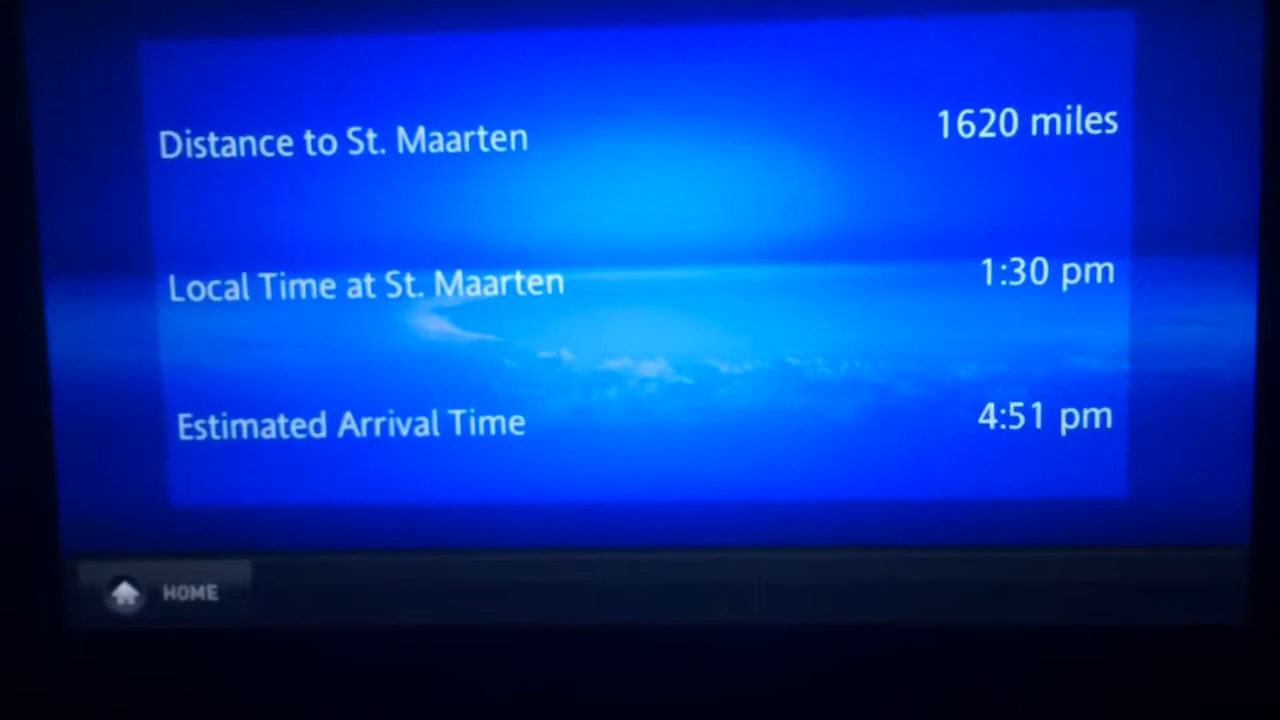 Distance to St. Maarten 1620 miles
Local Time at St. Maarten 1:30 pm
Estimated Arrival Time 4:51 pm
HOME